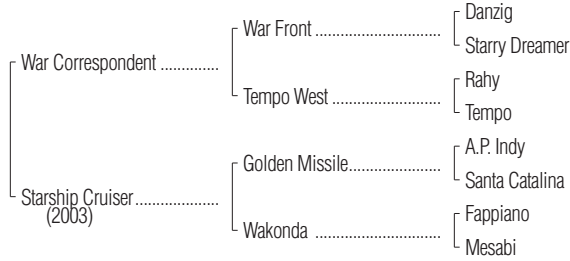 Danzig
War Front ..............................
Starry Dreamer
War Correspondent ..............
Rahy
Tempo West ..........................
Tempo
A.P. Indy
Golden Missile......................
Santa Catalina
Starship Cruiser....................
(2003)
Fappiano
Wakonda ..............................
Mesabi